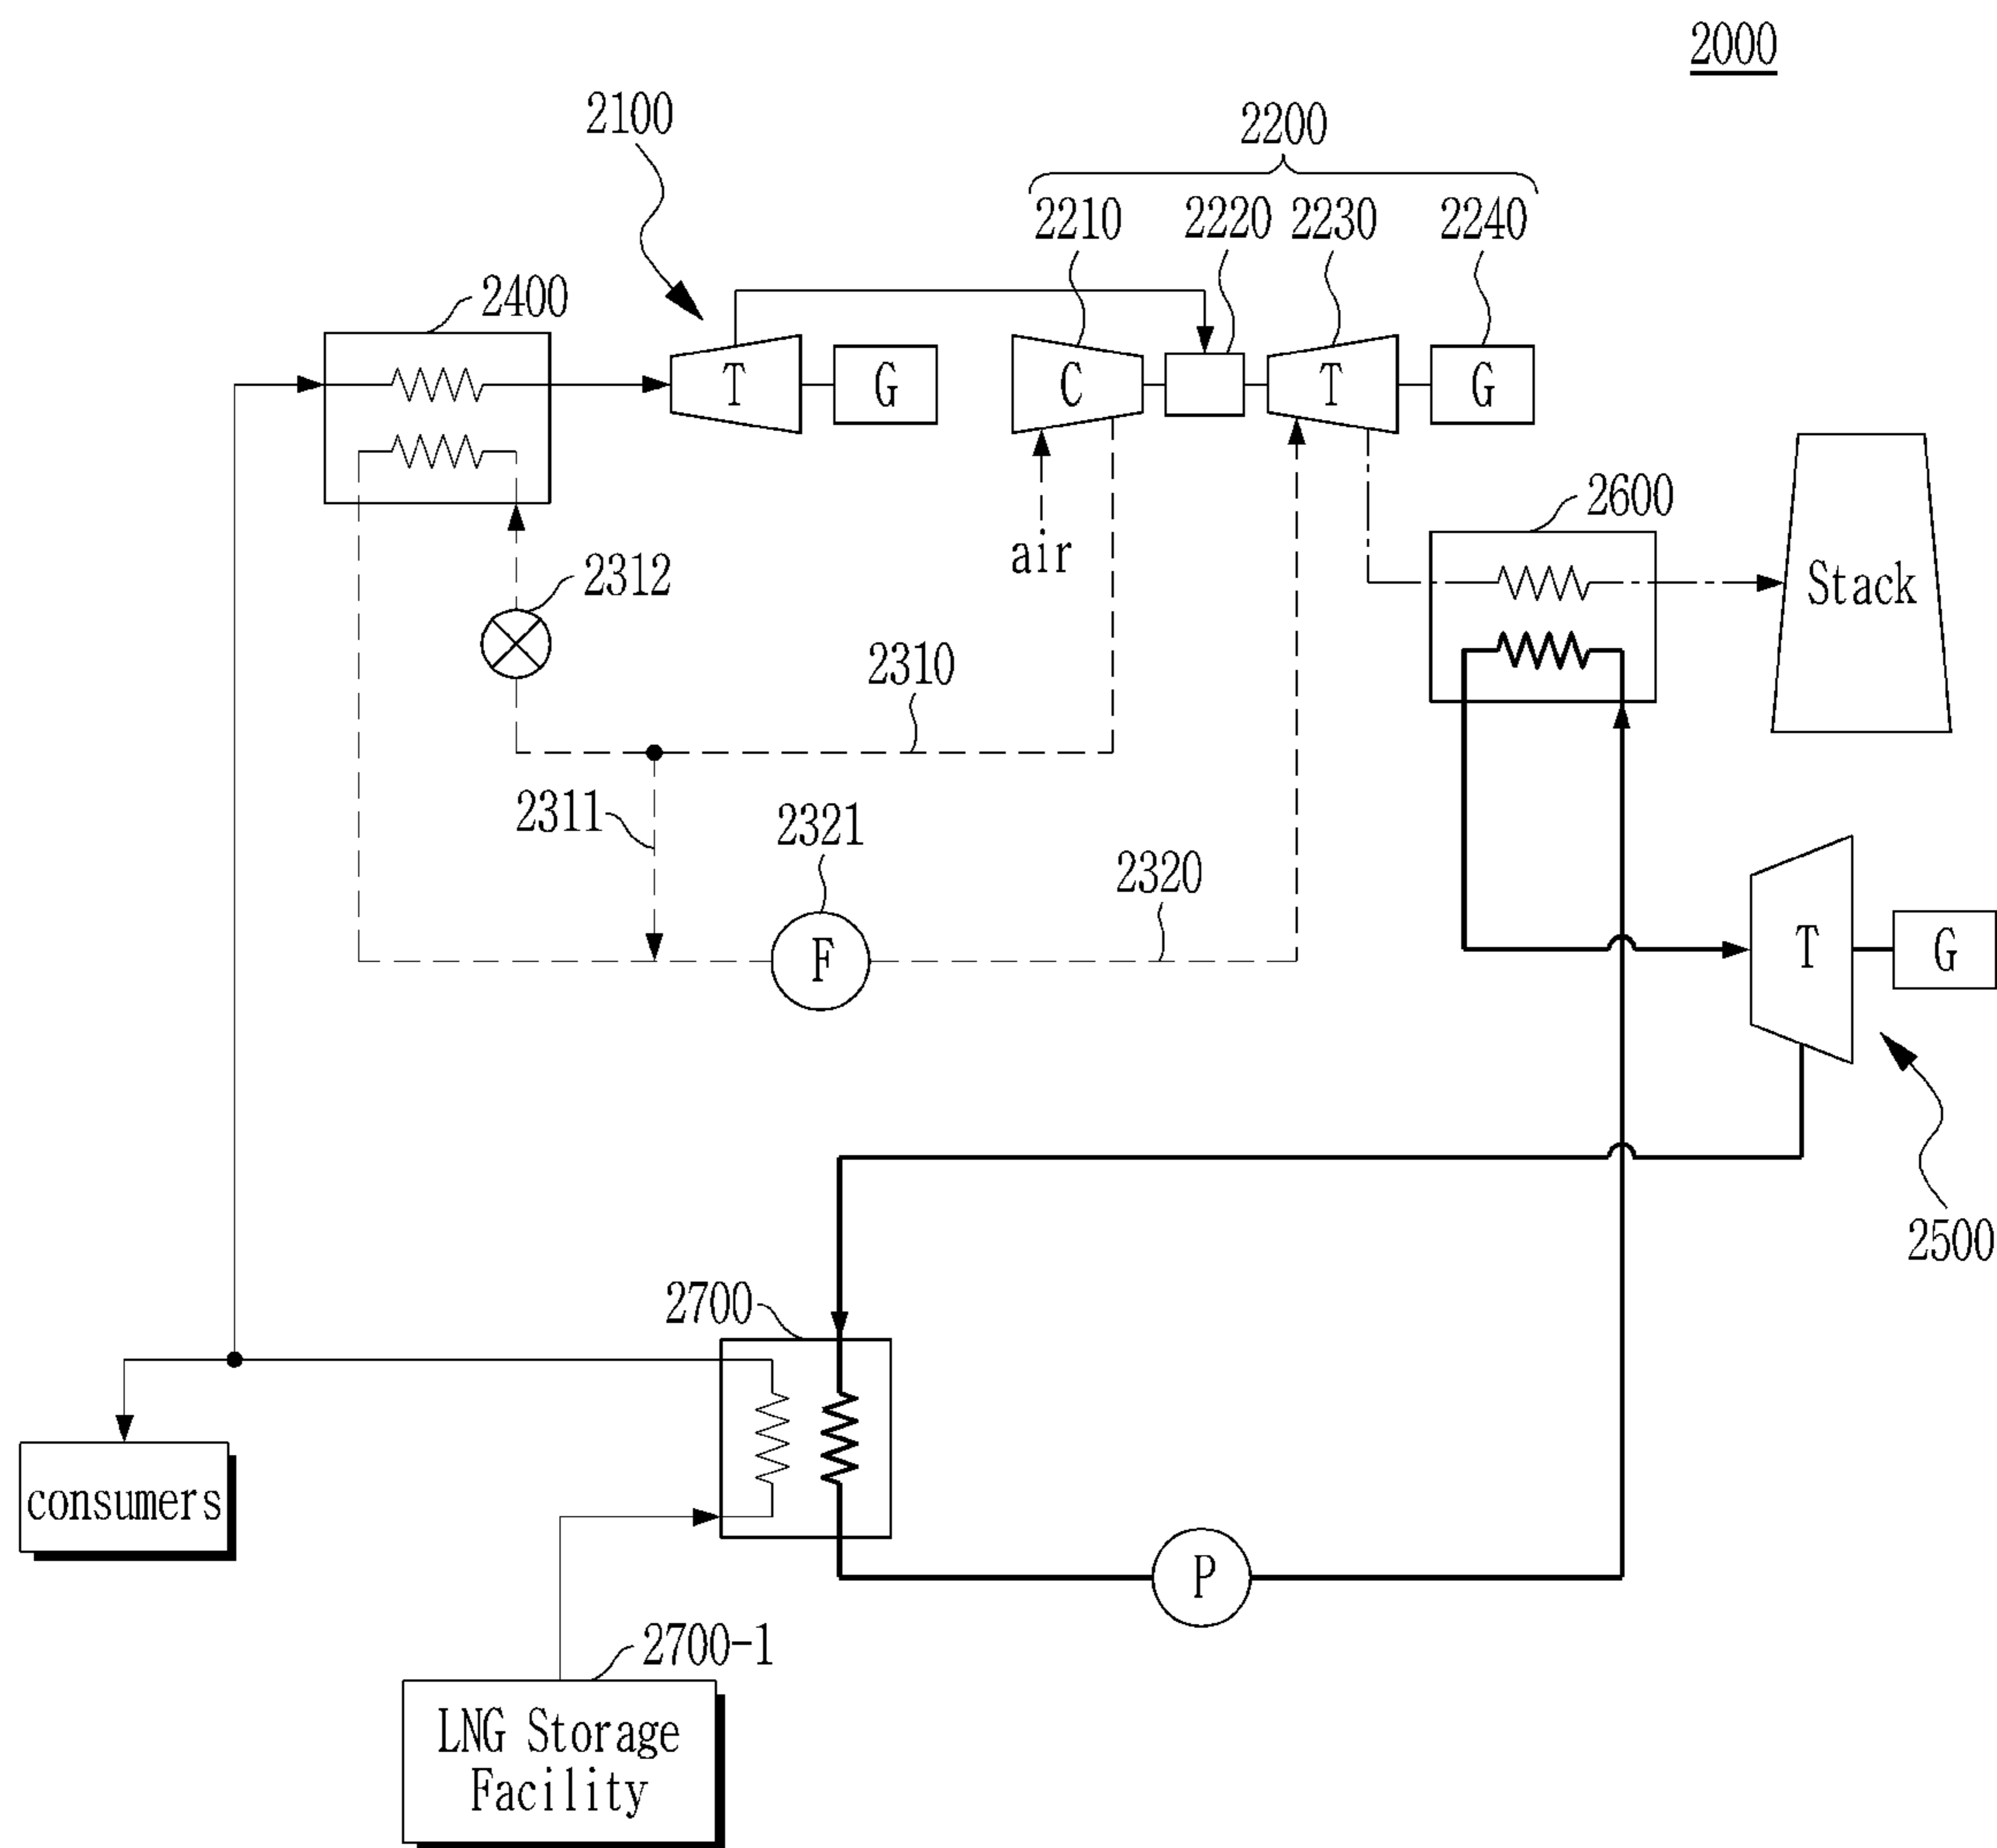 2000
2100
2200
2210
2220
2230
2240
2400
T
G
C
T
G
air
2600
Stack
2312
2310
2311
2321
2320
F
T
G
2500
2700
consumers
P
2700-1
LNG Storage
Facility